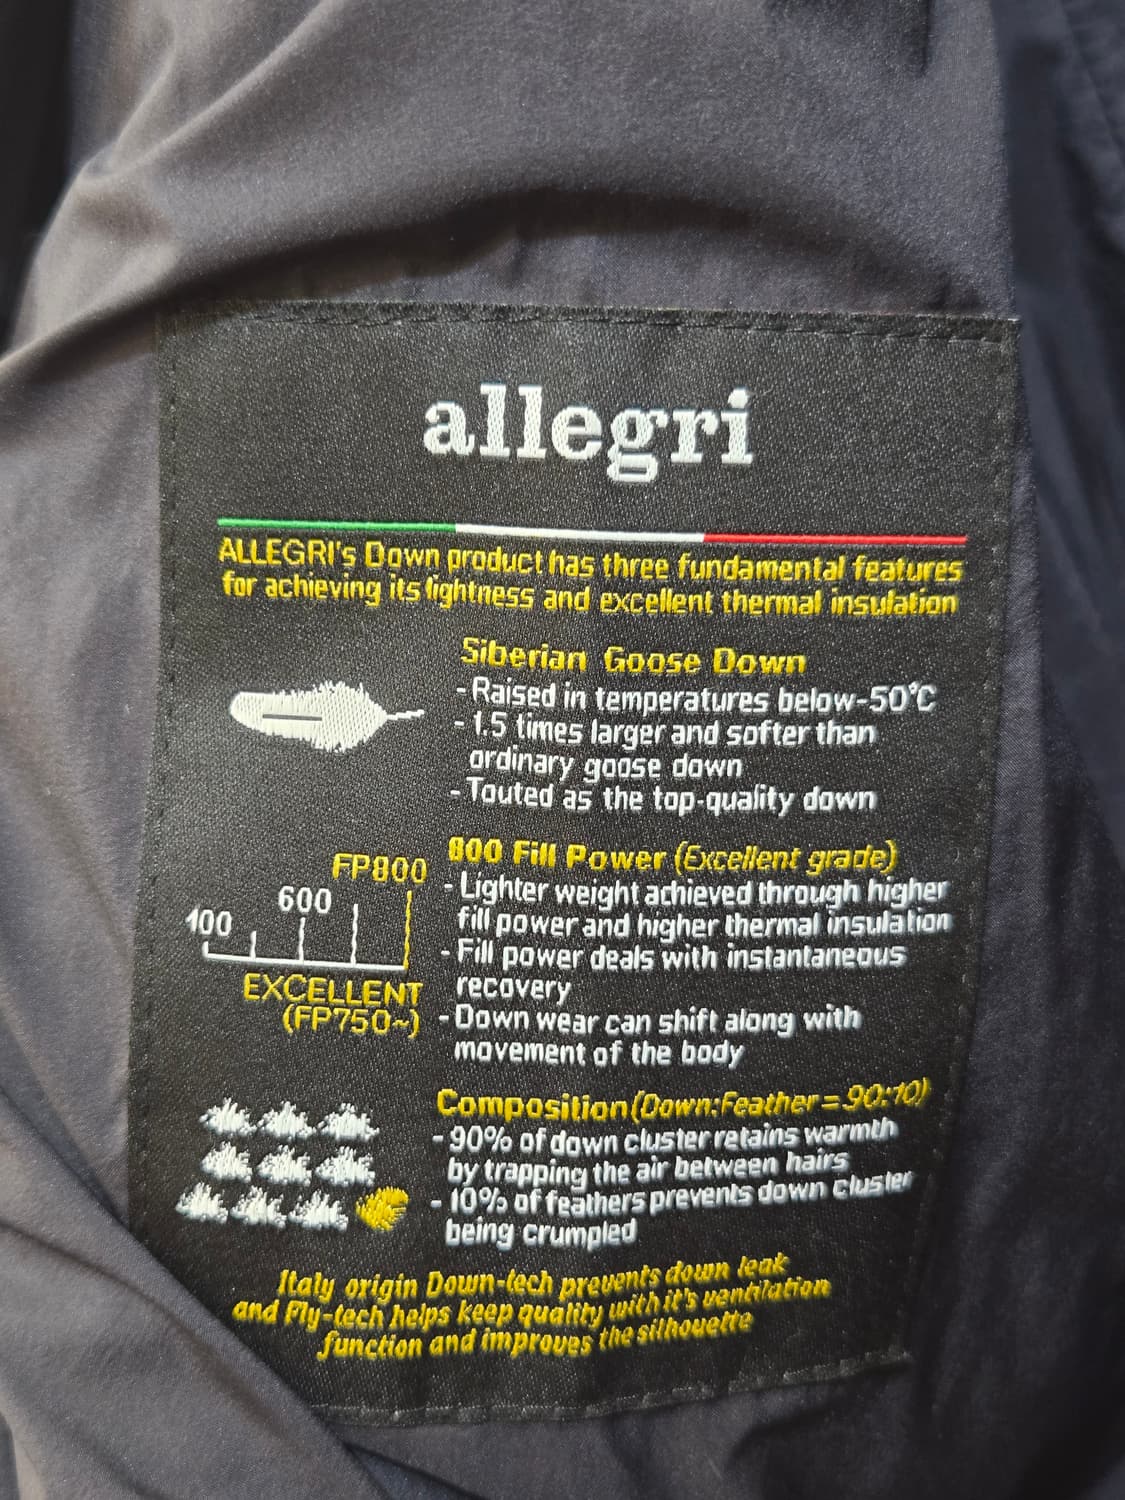 allegri
ALLEGRI's Down product has three fundamental features
for achieving its lightness and excellent thermal insulation
Siberian Goose Down
- Raised in temperatures below-50°C
- 1.5 times larger and softer than
ordinary goose down
- Touted as the top-quality down
800 Fill Power (Excellent grade)
- Lighter weight achieved through higher
fill power and higher thermal insulation
- Fill power deals with instantaneous
recovery
- Down wear can shift along with
movement of the body
400
600
FP800
EXCELLENT
(FP750~)
Composition(Down:Feather=90:10)
- 90% of down cluster retains warmth
by trapping the air between hairs
- 10% of feathers prevents down cluster
being crumpled
Italy origin Down-tech prevents down leak
and Fly-tech helps keep quality with it's ventilation
function and improves the silhouette